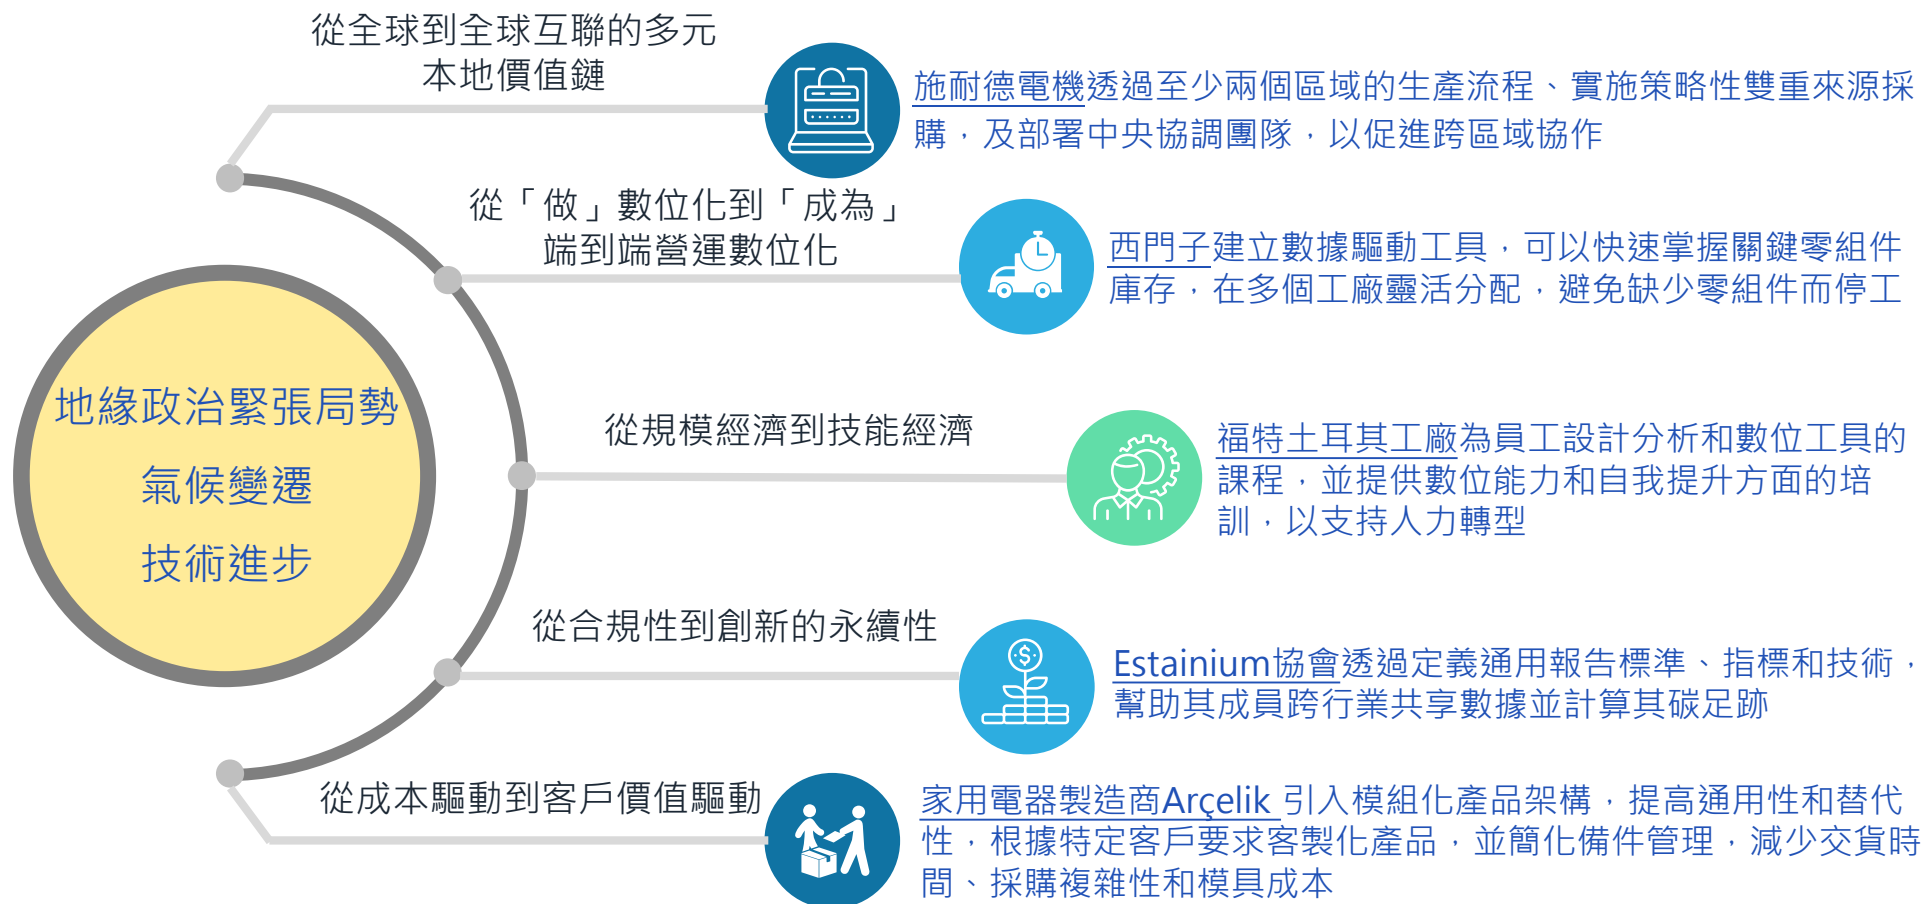 從全球到全球互聯的多元
本地價值鏈
施耐德電機透過至少兩個區域的生產流程、實施策略性雙重來源採
購，及部署中央協調團隊，以促進跨區域協作
從「做」數位化到「成為」
端到端營運數位化
西門子建立數據驅動工具，可以快速掌握關鍵零組件
庫存，在多個工廠靈活分配，避免缺少零組件而停工
地緣政治緊張局勢
氣候變遷
技術進步
從規模經濟到技能經濟
福特土耳其工廠為員工設計分析和數位工具的
課程，並提供數位能力和自我提升方面的培
訓，以支持人力轉型
從合規性到創新的永續性
Estainium協會透過定義通用報告標準、指標和技術，
幫助其成員跨行業共享數據並計算其碳足跡
從成本驅動到客戶價值驅動
家用電器製造商Arçelik 引入模組化產品架構，提高通用性和替代
性，根據特定客戶要求客製化產品，並簡化備件管理，減少交貨時
間、採購複雜性和模具成本